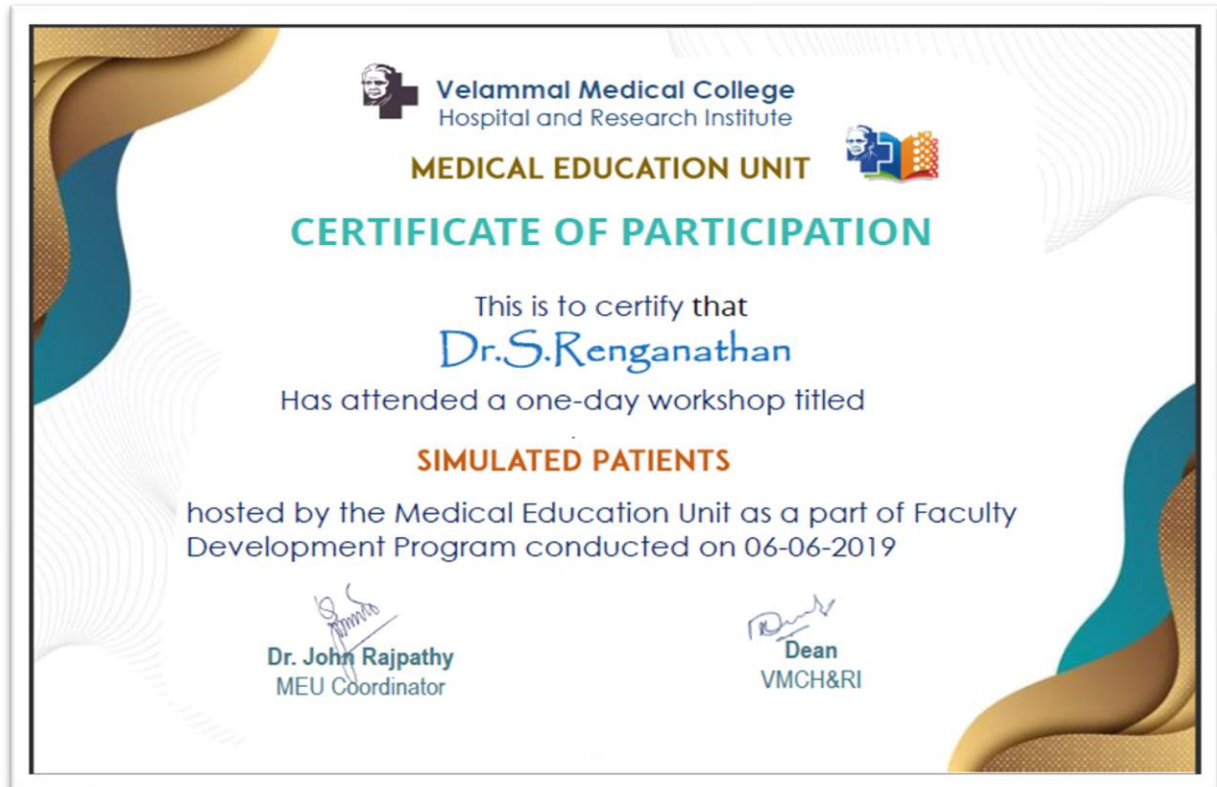 Velammal Medical College
Hospital and Research Institute
MEDICAL EDUCATION UNIT
CERTIFICATE OF PARTICIPATION
This is to certify that
Dr.S.Renganathan
Has attended a one-day workshop titled
SIMULATED PATIENTS
hosted by the Medical Education Unit as a part of Faculty
Development Program conducted on 06-06-2019
Dr. John Rajpathy
MEU Coordinator
Dean
VMCH&RI